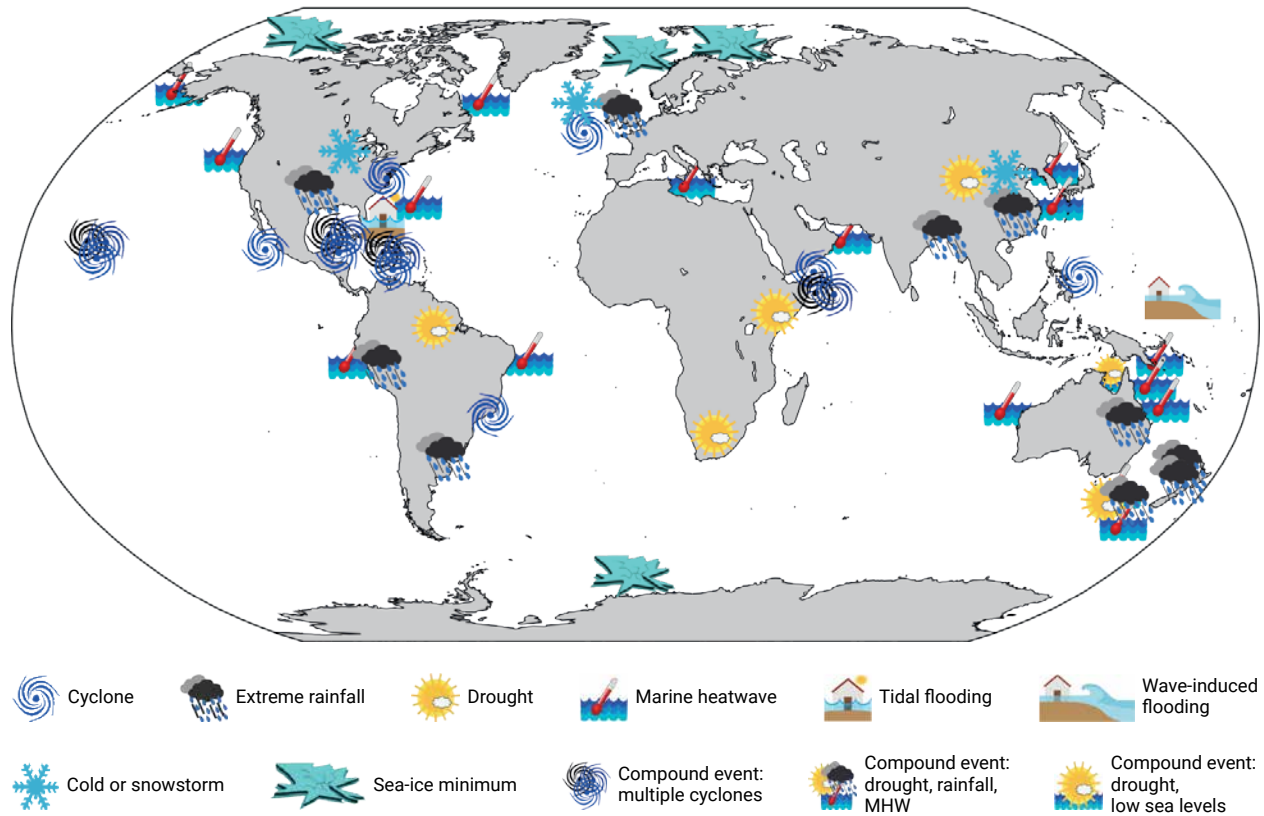 Cyclone
Extreme rainfall
Drought
Marine heatwave
Tidal flooding
Wave-induced
flooding
Cold or snowstorm
Sea-ice minimum
Compound event:
multiple cyclones
Compound event:
drought, rainfall,
MHW
Compound event:
drought,
low sea levels